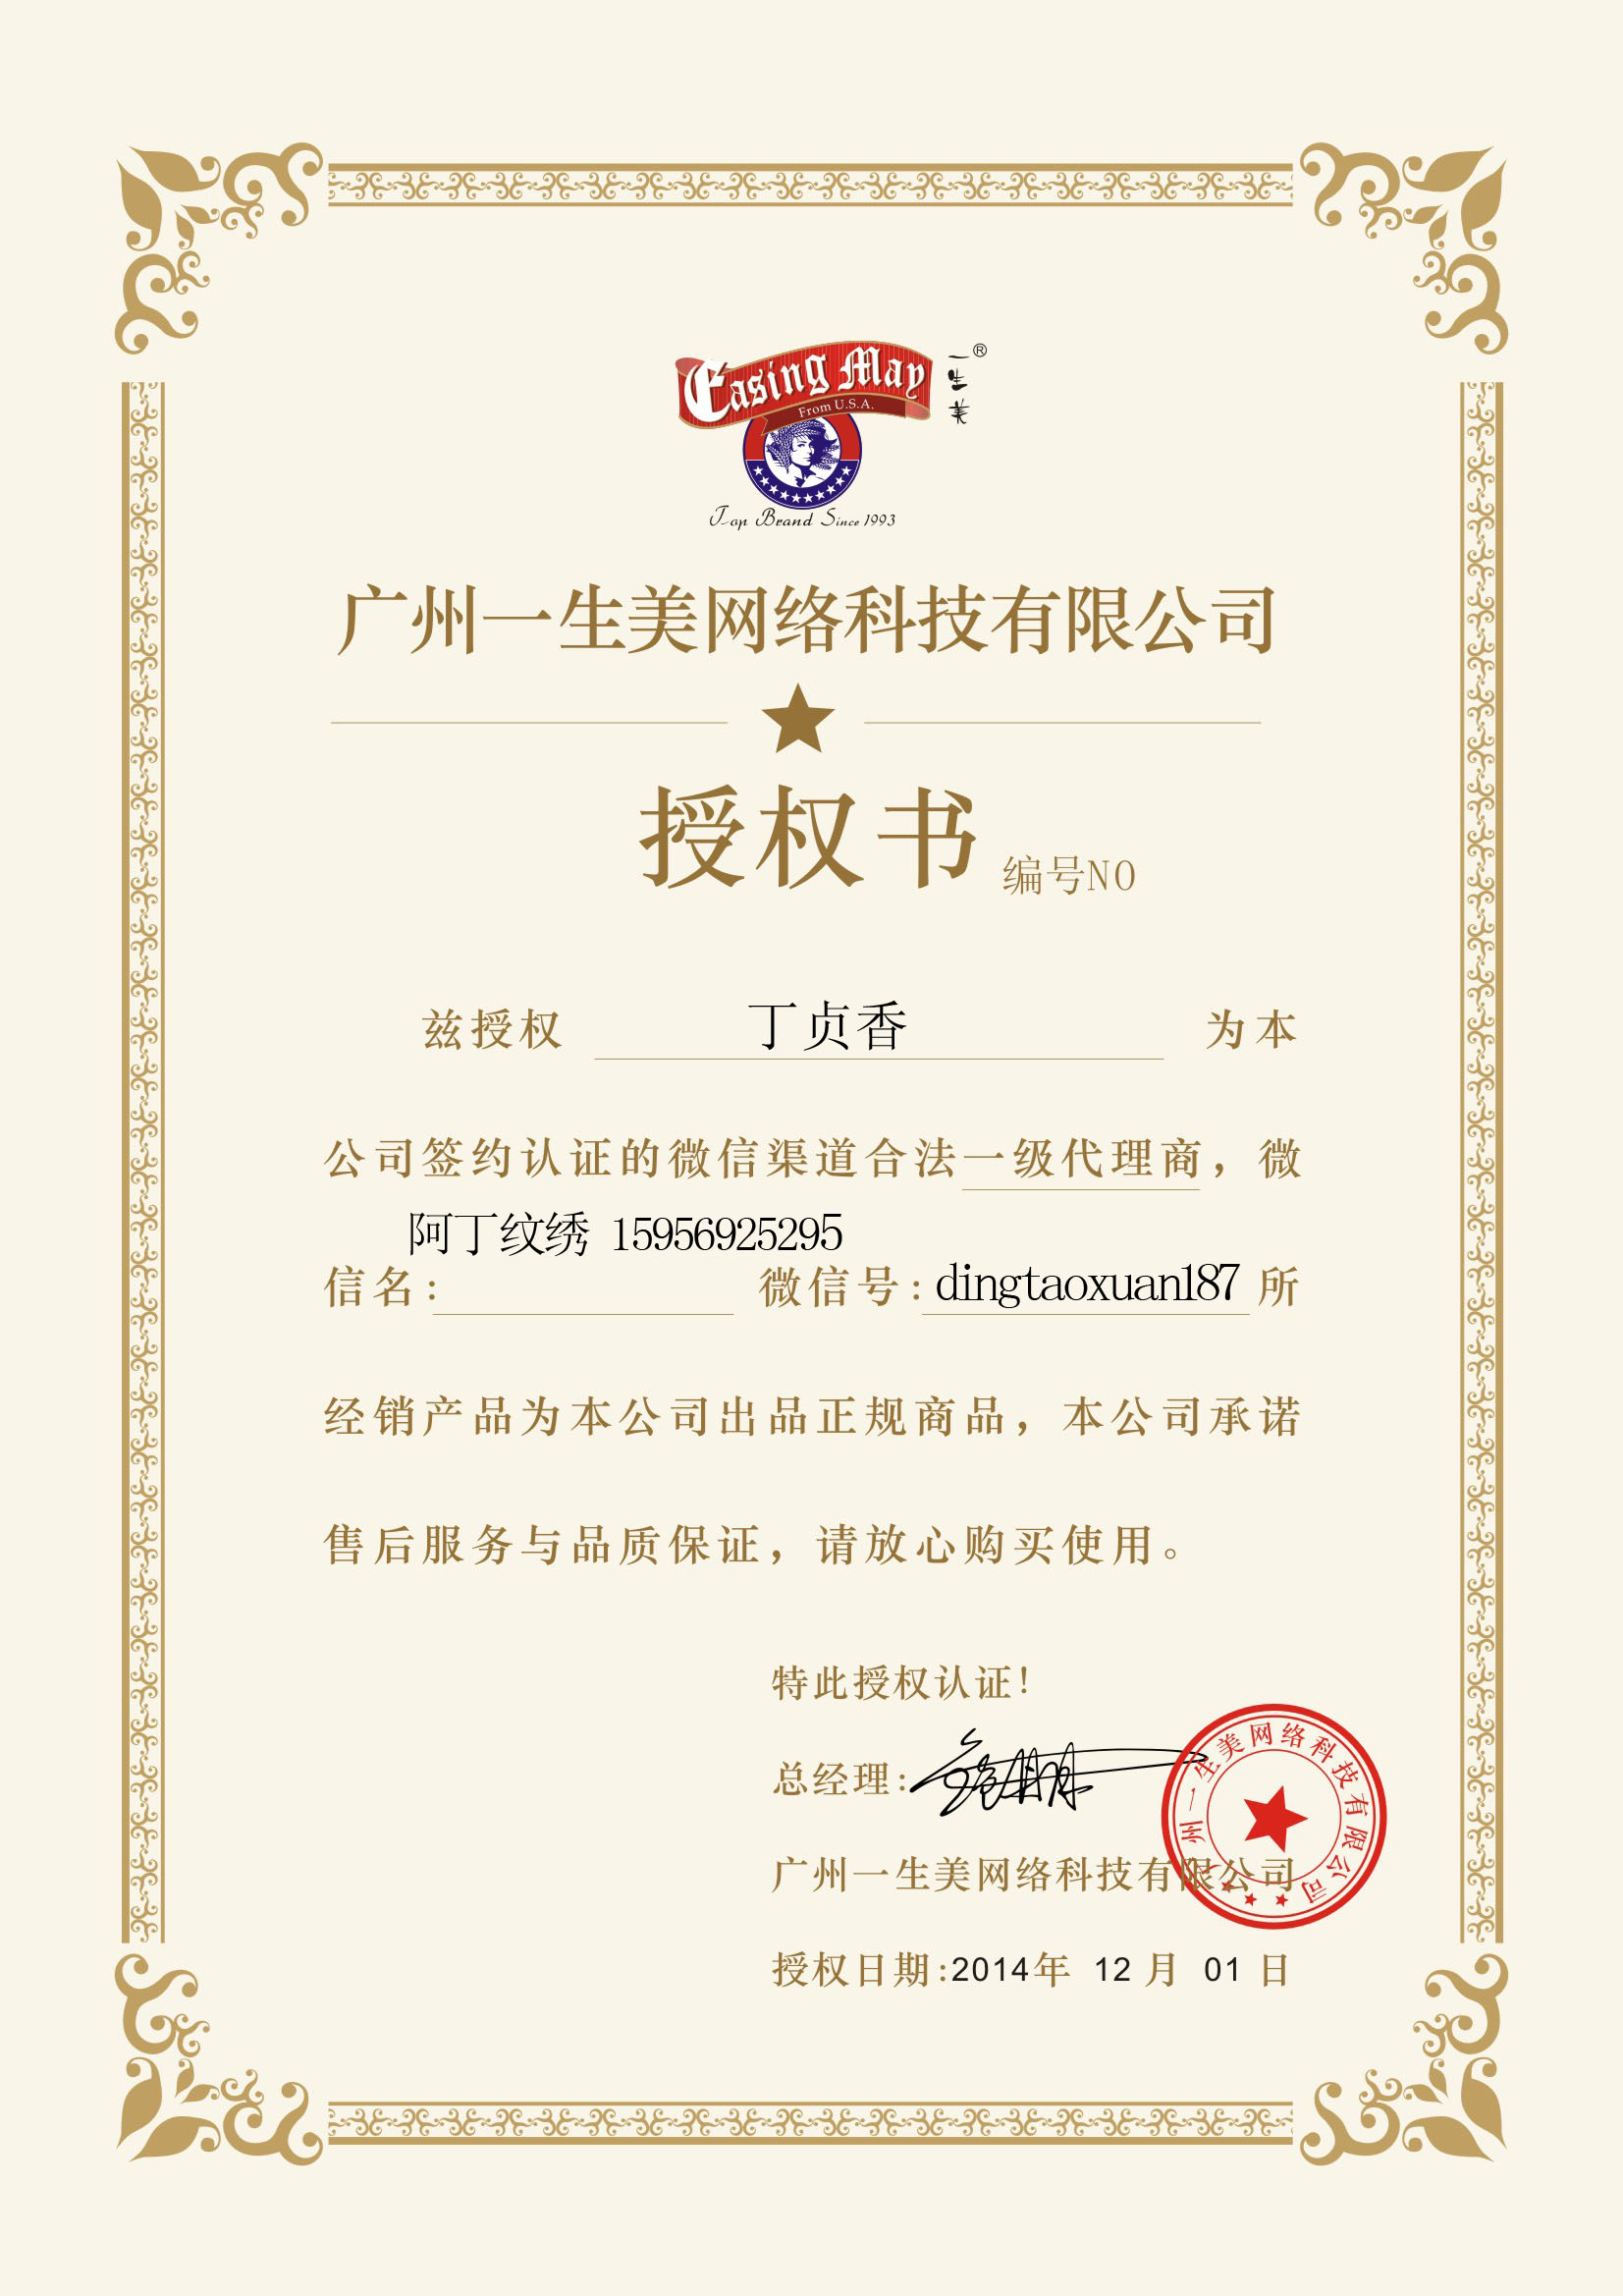 Easing May
From U.S.A.
一生美®
Top Brand Since 1993
广州一生美网络科技有限公司
授权书 编号NO
兹授权 丁贞香 为本
公司签约认证的微信渠道合法一级代理商，微
阿丁纹绣 15956925295
信名: 微信号: dingtaoxuan187 所
经销产品为本公司出品正规商品，本公司承诺
售后服务与品质保证，请放心购买使用。
特此授权认证!
总经理:
广州一生美网络科技有限公司
州一生美网络科技有限公司
授权日期:2014年 12 月 01 日